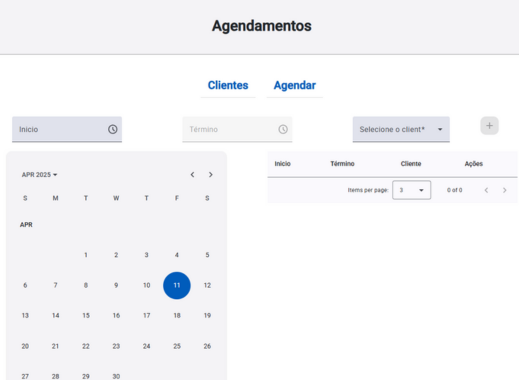 Agendamentos
Clientes Agendar
Inicio Término Selecione o client*
APR 2025
S M T W T F S
APR
1 2 3 4 5
6 7 8 9 10 11 12
13 14 15 16 17 18 19
20 21 22 23 24 25 26
27 28 29 30
Inicio Término Cliente Ações
Items per page: 3 0 of 0